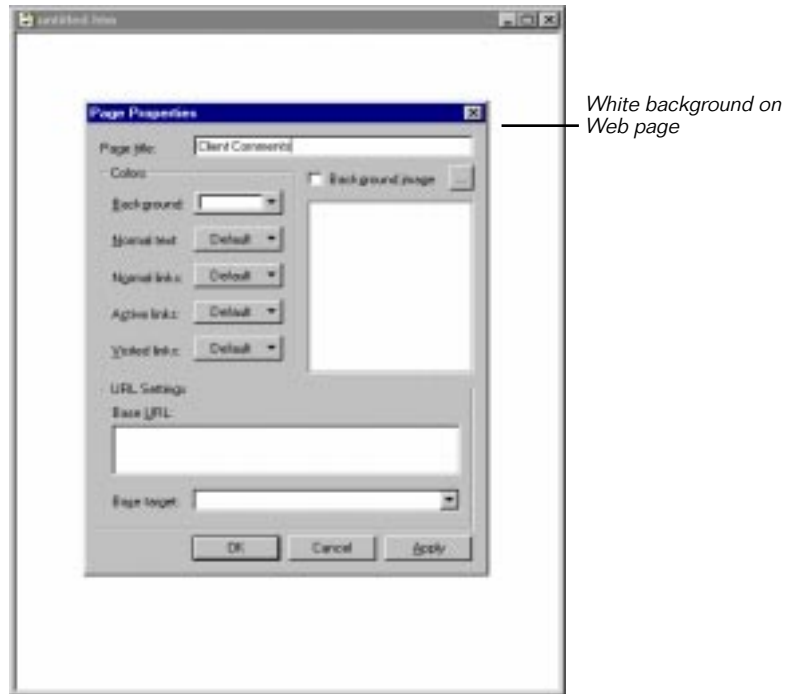 untitled.htm
Page Properties
White background on
Web page
Page title:
Client Comments
Colors
Background image
...
Background:
Normal text:
Default
Normal links:
Default
Active links:
Default
Visited links:
Default
URL Settings
Base URL:
Base target:
OK
Cancel
Apply